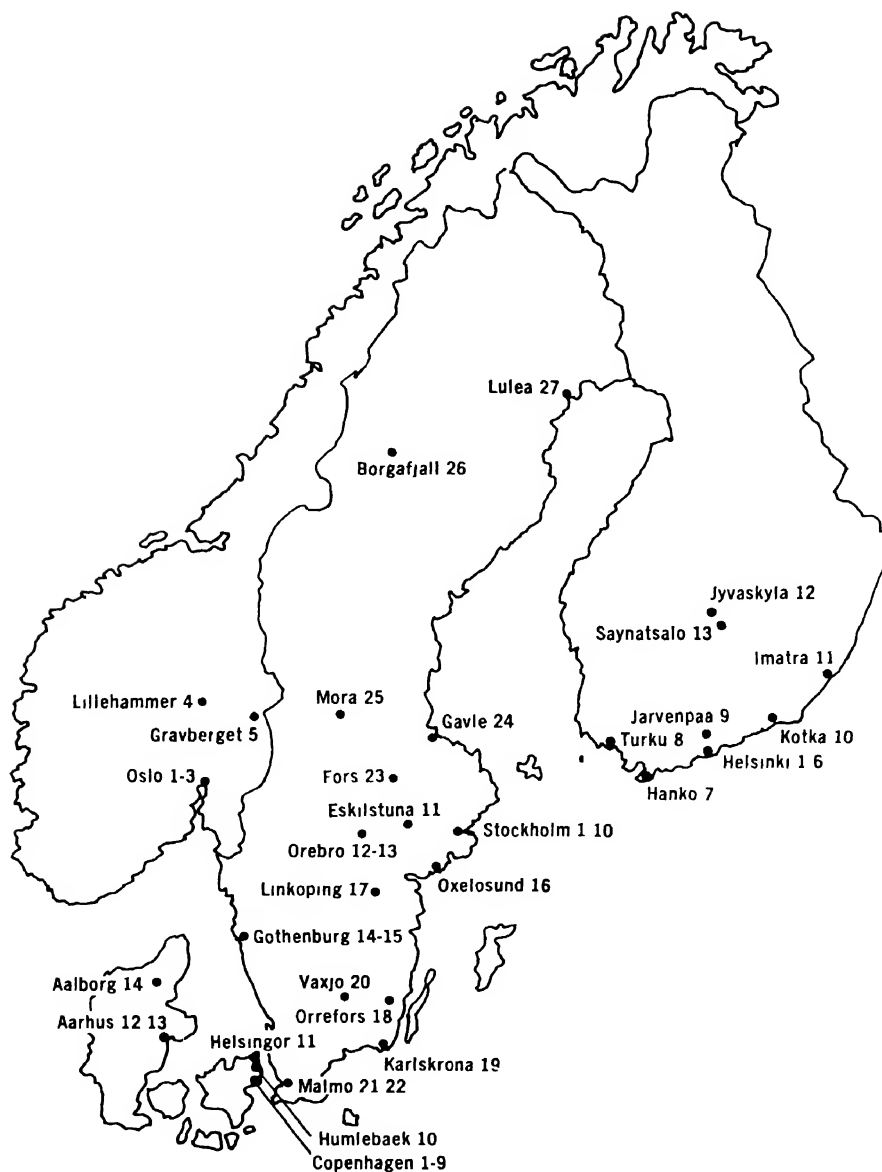 Lulea 27
Borgafjall 26
Jyvaskyla 12
Saynatsalo 13
Imatra 11
Lillehammer 4
Mora 25
Gravberget 5
Gavle 24
Jarvenpaa 9
Turku 8
Kotka 10
Helsinki 1 6
Oslo 1-3
Fors 23
Hanko 7
Eskilstuna 11
Stockholm 1 10
Orebro 12-13
Oxelosund 16
Linkoping 17
Gothenburg 14-15
Aalborg 14
Vaxjo 20
Orrefors 18
Aarhus 12 13
Helsingor 11
Karlskrona 19
Malmo 21 22
Humlebaek 10
Copenhagen 1-9